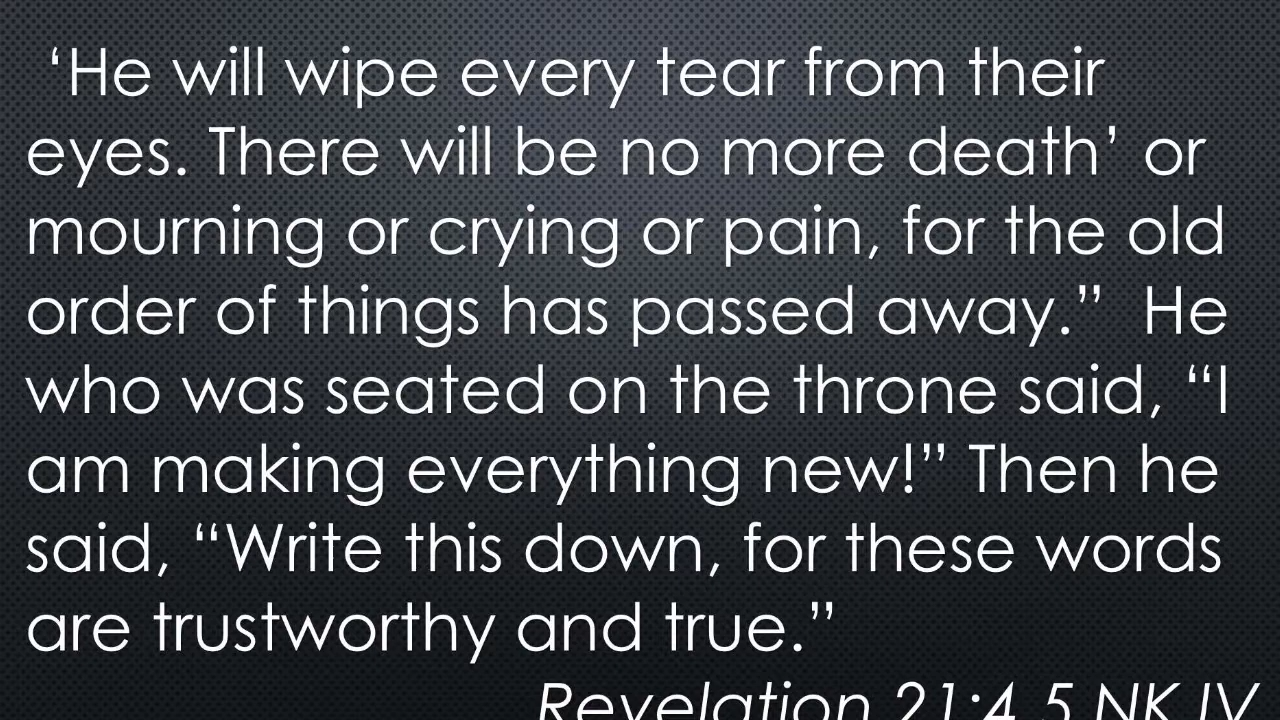 ‘He will wipe every tear from their
eyes. There will be no more death’ or
mourning or crying or pain, for the old
order of things has passed away.” He
who was seated on the throne said, “I
am making everything new!” Then he
said, “Write this down, for these words
are trustworthy and true.”
Revelation 21:4,5 NKJV